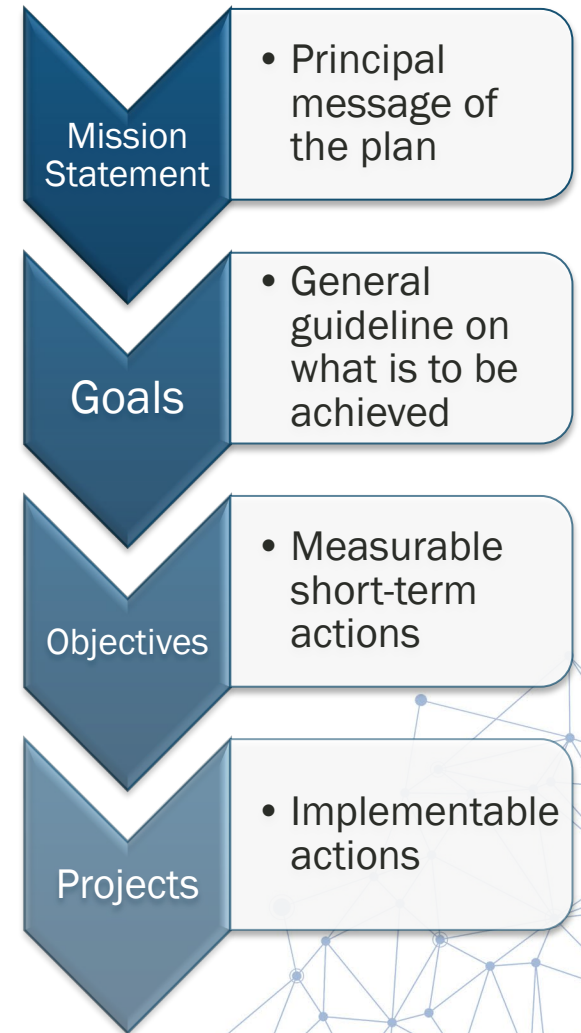 Mission
Statement
• Principal
message of
the plan
Goals
• General
guideline on
what is to be
achieved
Objectives
• Measurable
short-term
actions
Projects
• Implementable
actions